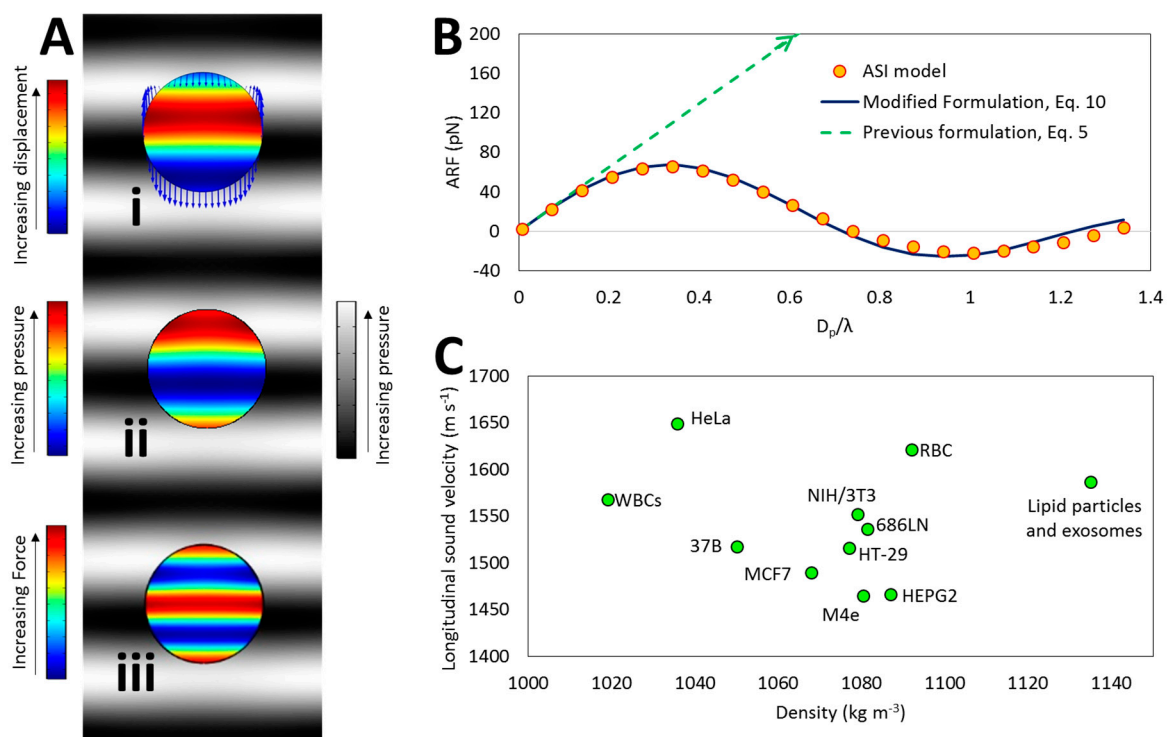 A
Increasing displacement
i
Increasing pressure
ii
Increasing pressure
Increasing Force
iii
B
ARF (pN)
200
160
120
80
40
0
-40
ASI model
Modified Formulation, Eq. 10
Previous formulation, Eq. 5
0
0.2
0.4
0.6
0.8
1
1.2
1.4
Dₚ/λ
C
Longitudinal sound velocity (m s⁻¹)
1700
1650
1600
1550
1500
1450
1400
HeLa
RBC
WBCs
NIH/3T3
Lipid particles
and exosomes
686LN
37B
HT-29
MCF7
M4e
HEPG2
1000
1020
1040
1060
1080
1100
1120
1140
Density (kg m⁻³)